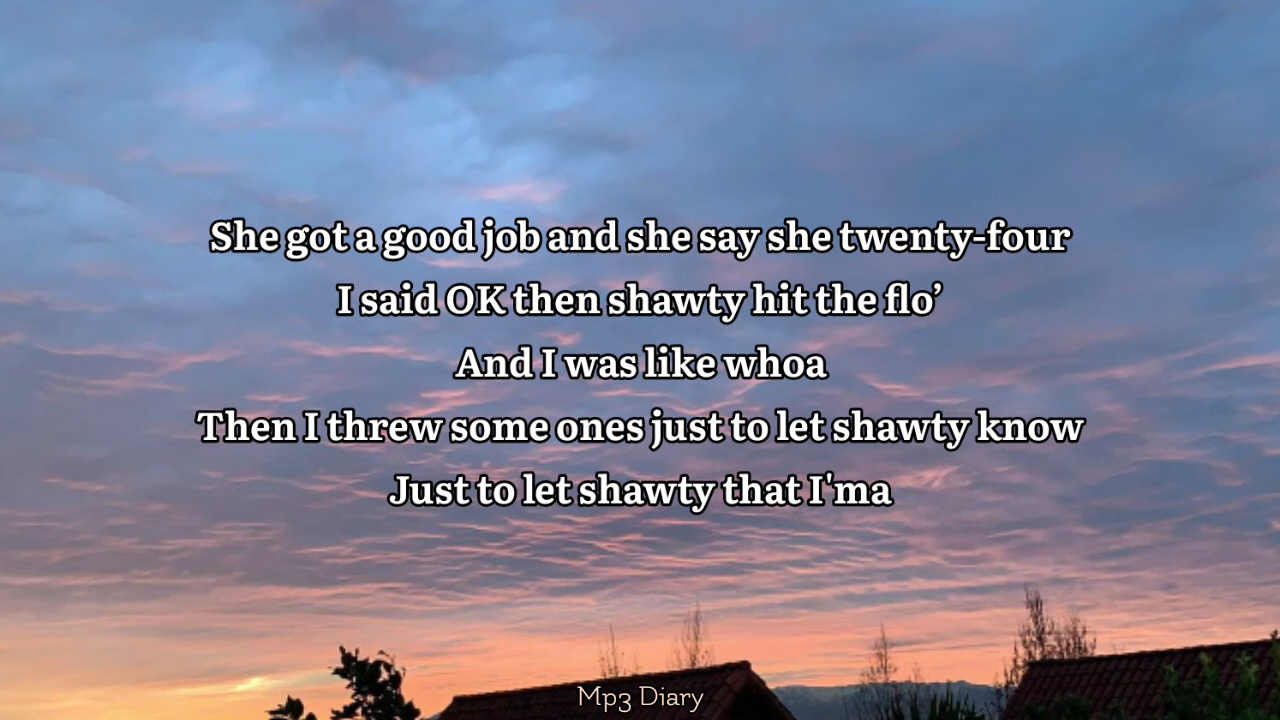 She got a good job and she say she twenty-four
I said OK then shawty hit the flo’
And I was like whoa
Then I threw some ones just to let shawty know
Just to let shawty that I'ma
Mp3 Diary